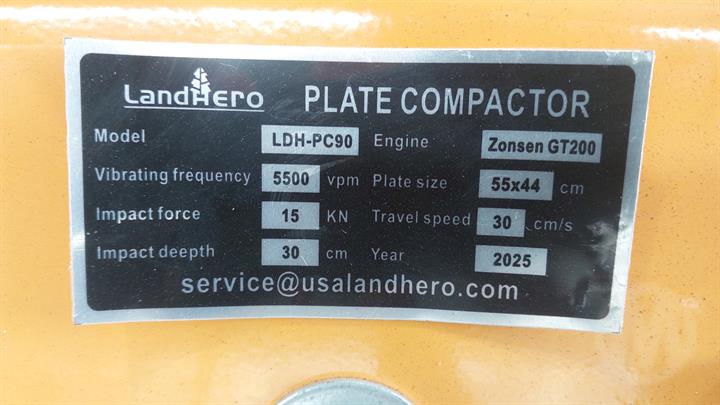 LandHero PLATE COMPACTOR
Model LDH-PC90 Engine Zonsen GT200
Vibrating frequency 5500 vpm Plate size 55x44 cm
Impact force 15 KN Travel speed 30 cm/s
Impact deepth 30 cm Year 2025
service@usalandhero.com